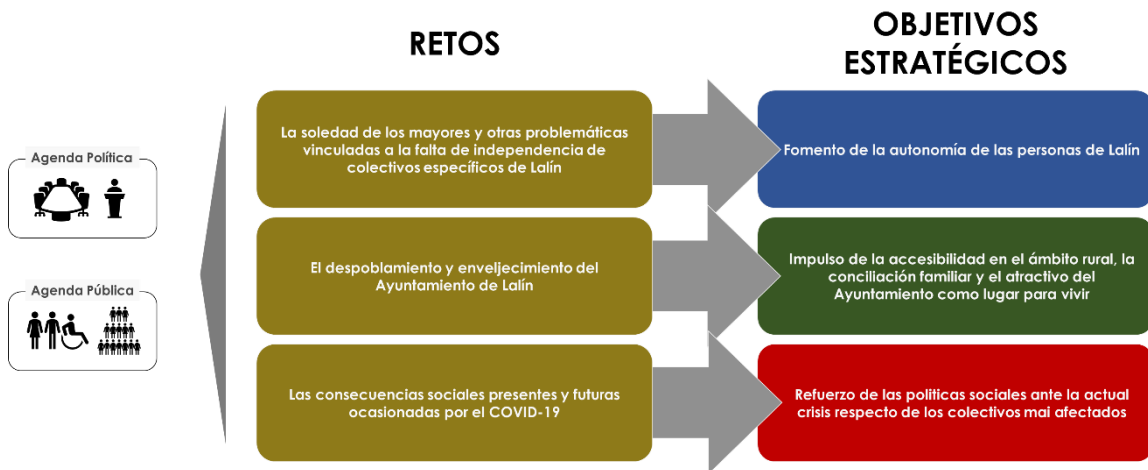 RETOS
OBJETIVOS
ESTRATÉGICOS
Agenda Política
Agenda Pública
La soledad de los mayores y otras problemáticas
vinculadas a la falta de independencia de
colectivos específicos de Lalín
Fomento de la autonomía de las personas de Lalín
El despoblamiento y enveljecimiento del
Ayuntamiento de Lalín
Impulso de la accesibilidad en el ámbito rural, la
conciliación familiar y el atractivo del
Ayuntamiento como lugar para vivir
Las consecuencias sociales presentes y futuras
ocasionadas por el COVID-19
Refuerzo de las politicas sociales ante la actual
crisis respecto de los colectivos mai afectados